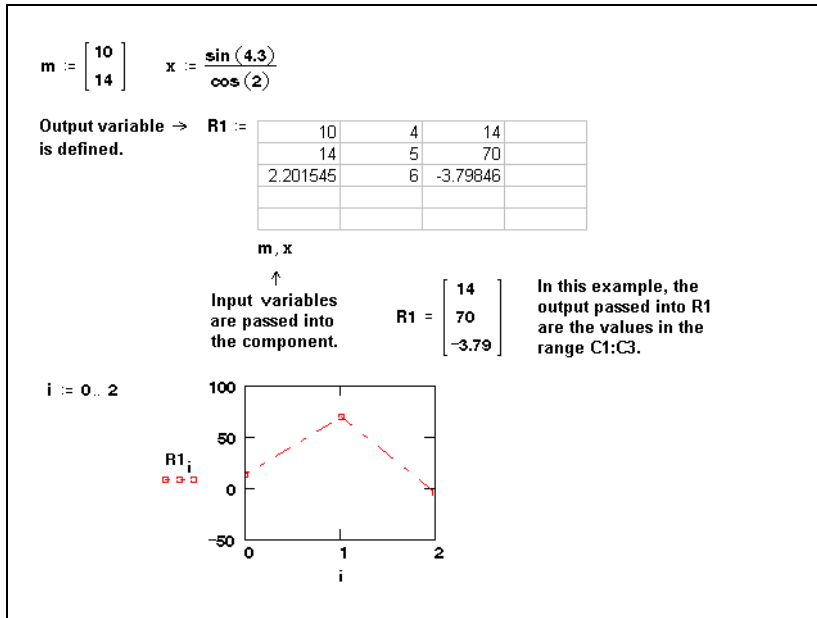 m := [10 14] x := sin (4.3) / cos (2)
Output variable → R1 :=
is defined.
10 4 14
14 5 70
2.201545 6 -3.79846
m , x
↑
Input variables
are passed into
the component.
R1 = [14 70 −3.79]
In this example, the
output passed into R1
are the values in the
range C1:C3.
i := 0 .. 2
R1i
100
50
0
−50
0 1 2
i